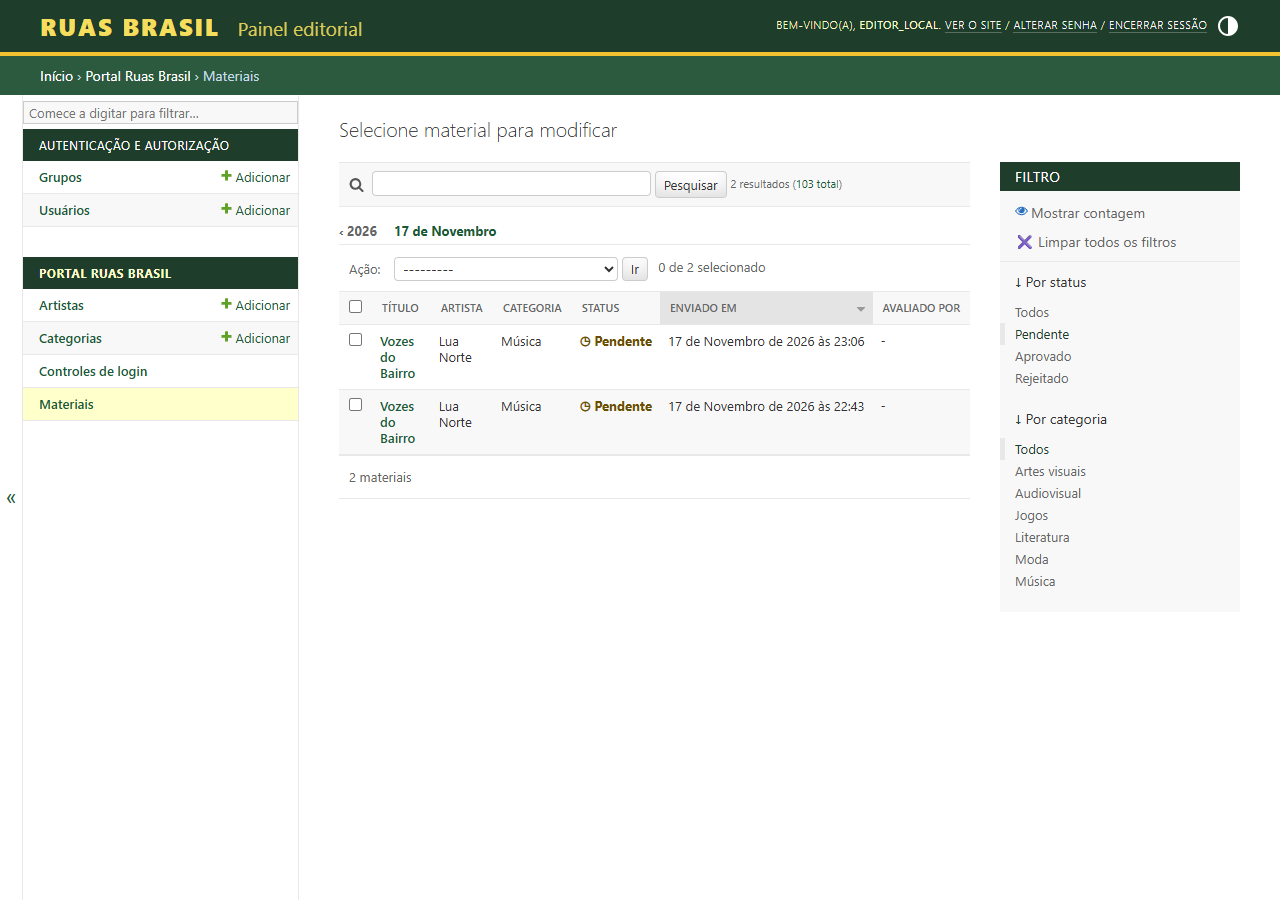 RUAS BRASIL Painel editorial
BEM-VINDO(A), EDITOR_LOCAL. VER O SITE / ALTERAR SENHA / ENCERRAR SESSÃO
Início › Portal Ruas Brasil › Materiais
Comece a digitar para filtrar…
AUTENTICAÇÃO E AUTORIZAÇÃO
Grupos Adicionar
Usuários Adicionar
PORTAL RUAS BRASIL
Artistas Adicionar
Categorias Adicionar
Controles de login
Materiais
«
Selecione material para modificar
Pesquisar 2 resultados (103 total)
‹ 2026 17 de Novembro
Ação: --------- Ir 0 de 2 selecionado
TÍTULO ARTISTA CATEGORIA STATUS ENVIADO EM AVALIADO POR
Vozes do Bairro Lua Norte Música ◷ Pendente 17 de Novembro de 2026 às 23:06 -
Vozes do Bairro Lua Norte Música ◷ Pendente 17 de Novembro de 2026 às 22:43 -
2 materiais
FILTRO
Mostrar contagem
Limpar todos os filtros
↓ Por status
Todos
Pendente
Aprovado
Rejeitado
↓ Por categoria
Todos
Artes visuais
Audiovisual
Jogos
Literatura
Moda
Música